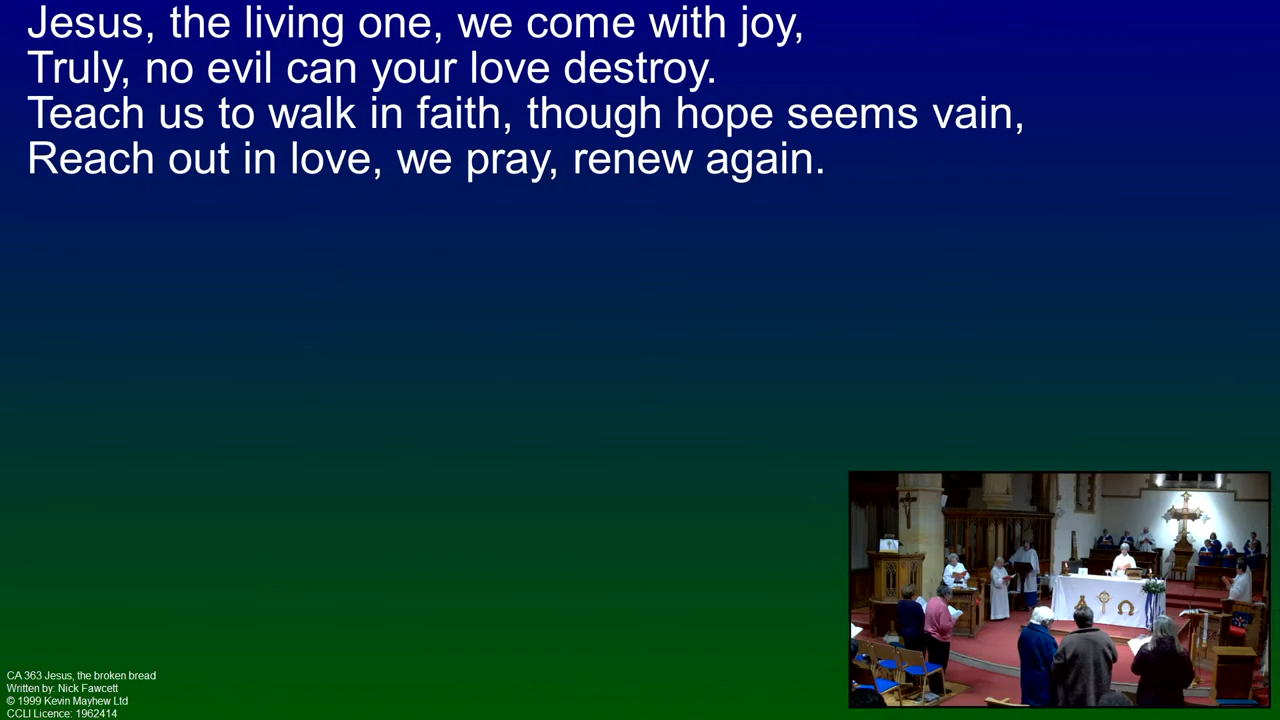 Jesus, the living one, we come with joy,
Truly, no evil can your love destroy.
Teach us to walk in faith, though hope seems vain,
Reach out in love, we pray, renew again.
CA 363 Jesus, the broken bread
Written by: Nick Fawcett
© 1999 Kevin Mayhew Ltd
CCLI Licence: 1962414